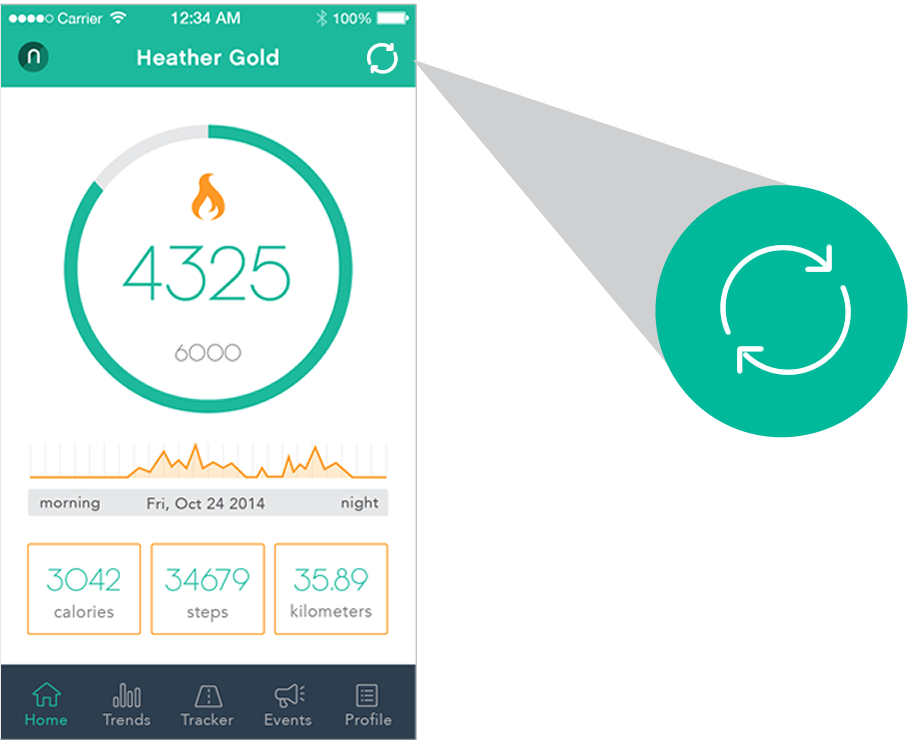 Carrier 12:34 AM 100%
n Heather Gold
4325
6000
morning Fri, Oct 24 2014 night
3042 34679 35.89
calories steps kilometers
Home Trends Tracker Events Profile